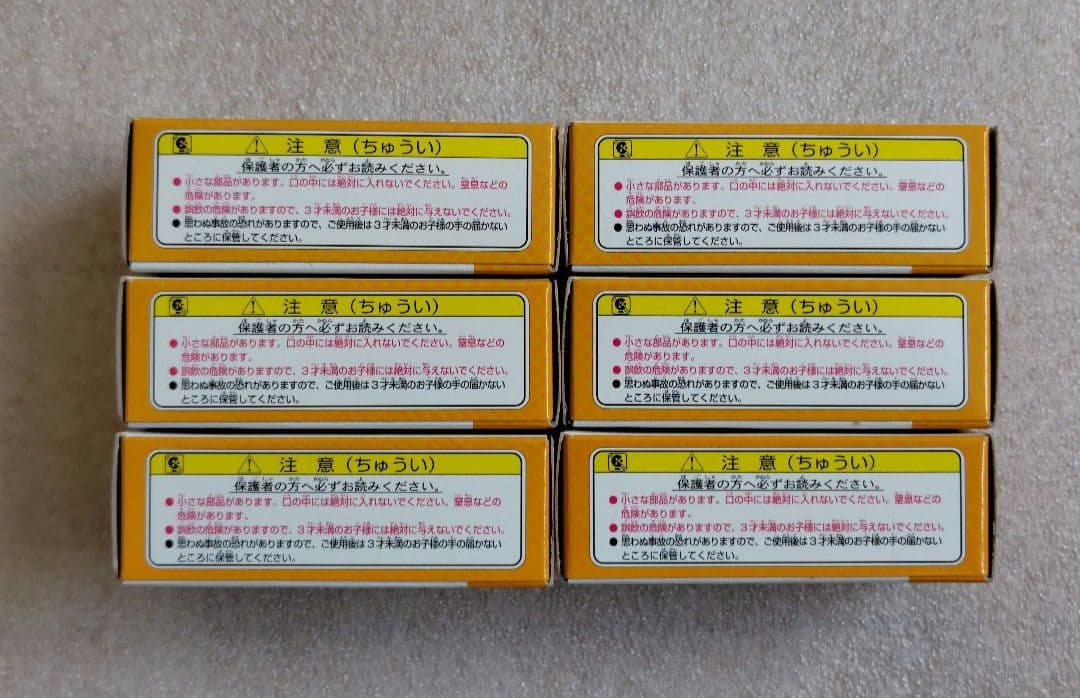 注 意(ちゅうい)
保護者の方へ必ずお読みください。
●小さな部品があります。口の中には絶対に入れないでください。窒息などの
危険があります。
●誤飲の危険がありますので、3才未満のお子様には絶対に与えないでください。
●思わぬ事故の恐れがありますので、ご使用後は3才未満のお子様の手の届かない
ところに保管してください。
注 意(ちゅうい)
保護者の方へ必ずお読みください。
●小さな部品があります。口の中には絶対に入れないでください。窒息などの
危険があります。
●誤飲の危険がありますので、3才未満のお子様には絶対に与えないでください。
●思わぬ事故の恐れがありますので、ご使用後は3才未満のお子様の手の届かない
ところに保管してください。
注 意(ちゅうい)
保護者の方へ必ずお読みください。
●小さな部品があります。口の中には絶対に入れないでください。窒息などの
危険があります。
●誤飲の危険がありますので、3才未満のお子様には絶対に与えないでください。
●思わぬ事故の恐れがありますので、ご使用後は3才未満のお子様の手の届かない
ところに保管してください。
注 意(ちゅうい)
保護者の方へ必ずお読みください。
●小さな部品があります。口の中には絶対に入れないでください。窒息などの
危険があります。
●誤飲の危険がありますので、3才未満のお子様には絶対に与えないでください。
●思わぬ事故の恐れがありますので、ご使用後は3才未満のお子様の手の届かない
ところに保管してください。
注 意(ちゅうい)
保護者の方へ必ずお読みください。
●小さな部品があります。口の中には絶対に入れないでください。窒息などの
危険があります。
●誤飲の危険がありますので、3才未満のお子様には絶対に与えないでください。
●思わぬ事故の恐れがありますので、ご使用後は3才未満のお子様の手の届かない
ところに保管してください。
注 意(ちゅうい)
保護者の方へ必ずお読みください。
●小さな部品があります。口の中には絶対に入れないでください。窒息などの
危険があります。
●誤飲の危険がありますので、3才未満のお子様には絶対に与えないでください。
●思わぬ事故の恐れがありますので、ご使用後は3才未満のお子様の手の届かない
ところに保管してください。